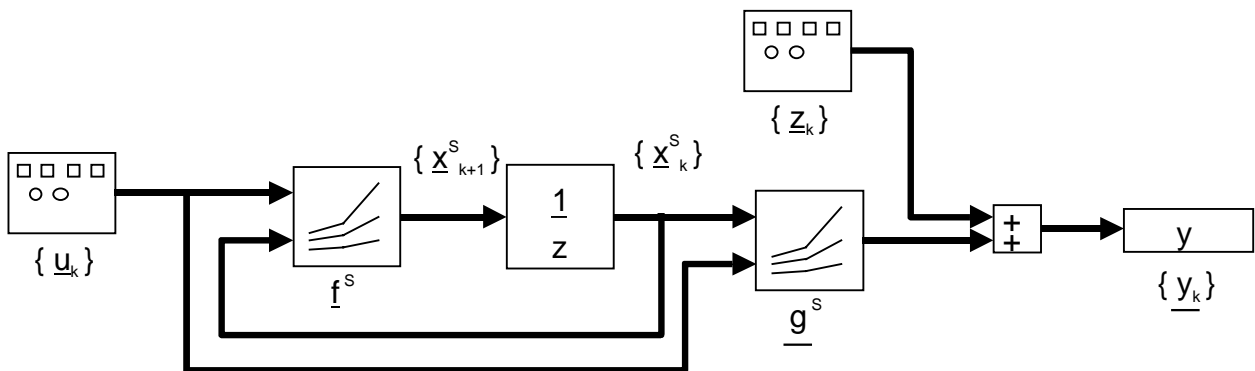 { z_k}
{ x^S_k+1}
{ x^S_k}
1
z
+
+
y
{ u_k}
f^S
g^S
{ y_k}